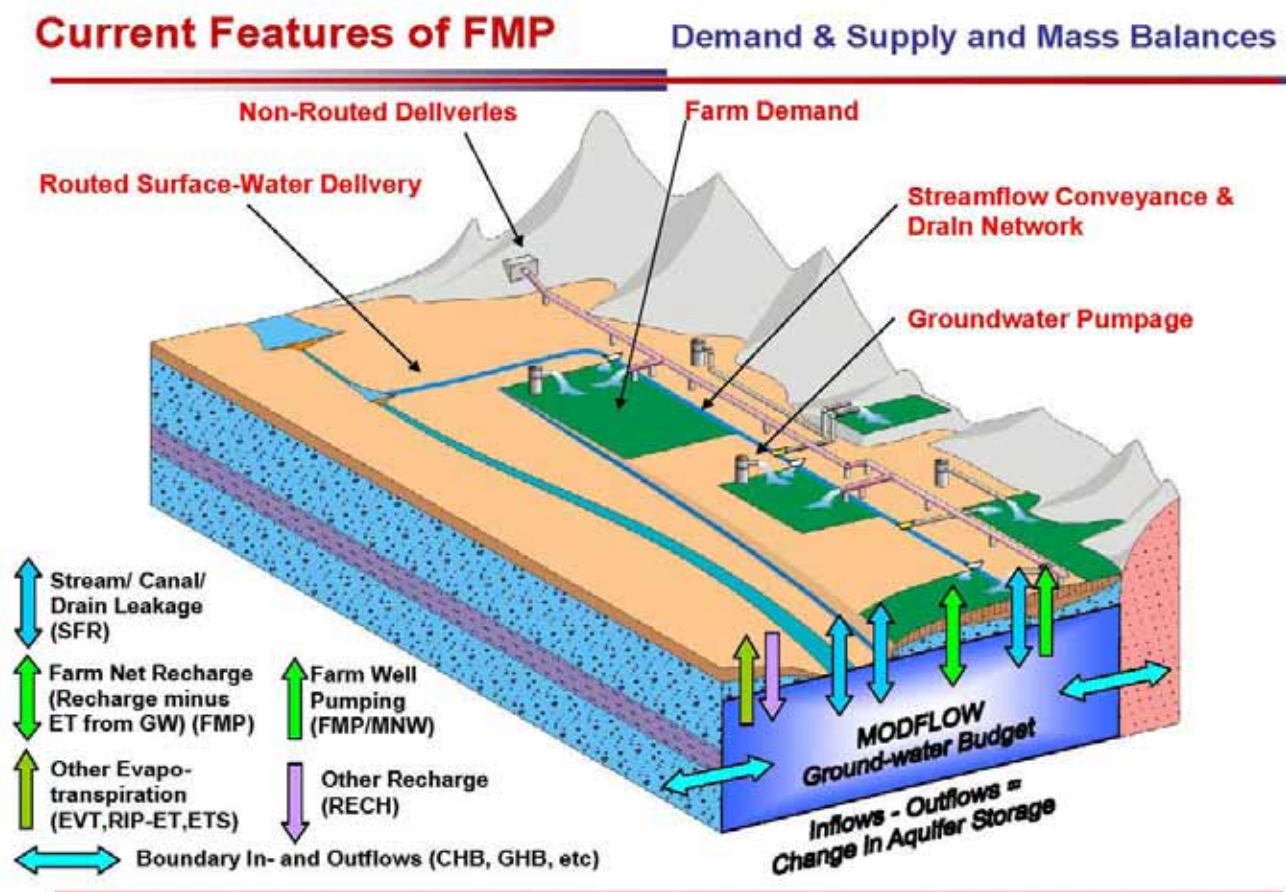 Current Features of FMP
Demand & Supply and Mass Balances
Non-Routed Deliveries
Farm Demand
Routed Surface-Water Delivery
Streamflow Conveyance &
Drain Network
Groundwater Pumpage
Stream/ Canal/
Drain Leakage
(SFR)
Farm Net Recharge
(Recharge minus
ET from GW) (FMP)
Farm Well
Pumping
(FMP/MNW)
Other Evapo-
transpiration
(EVT,RIP-ET,ETS)
Other Recharge
(RECH)
Boundary In- and Outflows (CHB, GHB, etc)
MODFLOW
Ground-water Budget
Inflows - Outflows =
Change in Aquifer Storage